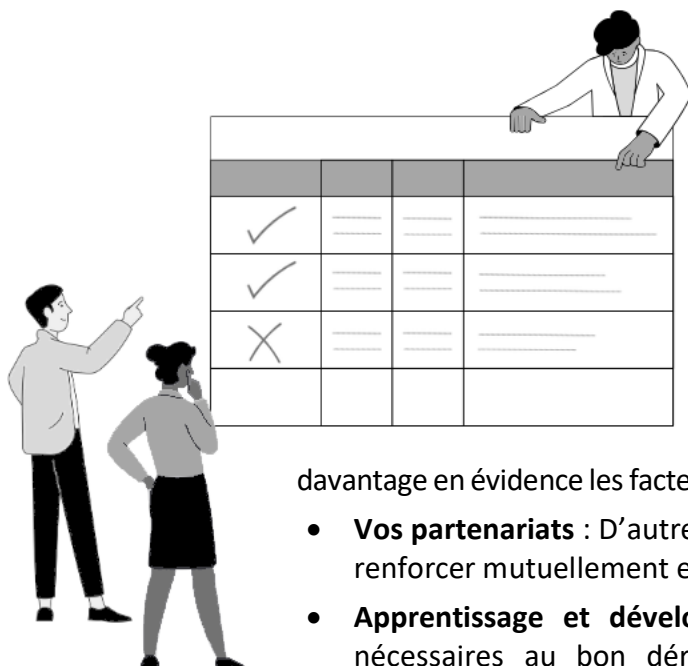 davantage en évidence les facte
• Vos partenariats : D’autre
renforcer mutuellement e
• Apprentissage et dévelo
nécessaires au bon dér